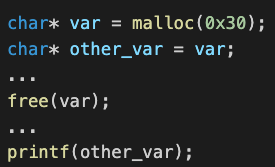 char* var = malloc(0x30);
char* other_var = var;
...
free(var);
...
printf(other_var);